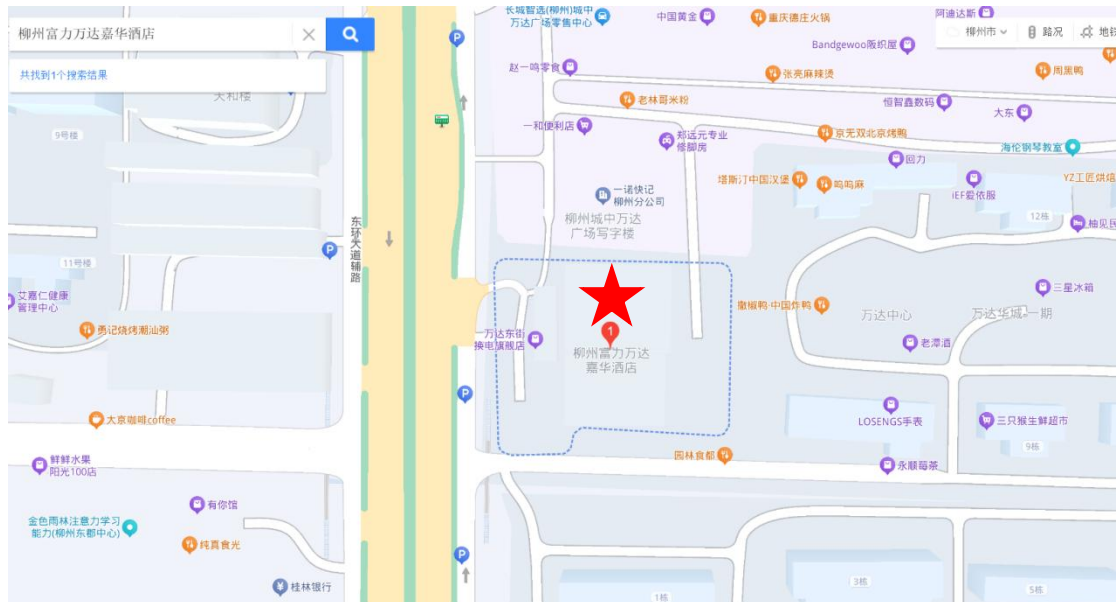 柳州富力万达嘉华酒店
共找到1个搜索结果
柳州市
路况
地铁
长城智选(柳州)城中
万达广场零售中心
中国黄金
重庆德庄火锅
阿迪达斯
Bandgewoo阪织屋
赵一鸣零食
张亮麻辣烫
周黑鸭
天和楼
老林哥米粉
恒智鑫数码
大东
9号楼
一和便利店
郑远元专业
修脚房
京无双北京烤鸭
海伦钢琴教室
回力
塔斯汀中国汉堡
呜呜麻
iEF爱依服
YZ工匠烘焙
一诺快记
柳州分公司
12栋
柚见民
柳州城中万达
广场写字楼
东环大道辅路
11号楼
艾嘉仁健康
管理中心
三星冰箱
撒椒鸭·中国炸鸭
万达中心
万达华城一期
勇记烧烤潮汕粥
万达东街
换电旗舰店
1
老潭酒
柳州富力万达
嘉华酒店
大京咖啡coffee
LOSENGS手表
三只猴生鲜超市
9栋
园林食都
鲜鲜水果
阳光100店
永顺莓茶
有你馆
金色雨林注意力学习
能力(柳州东都中心)
纯真食光
桂林银行
1栋
3栋
5栋
P
P
P
P